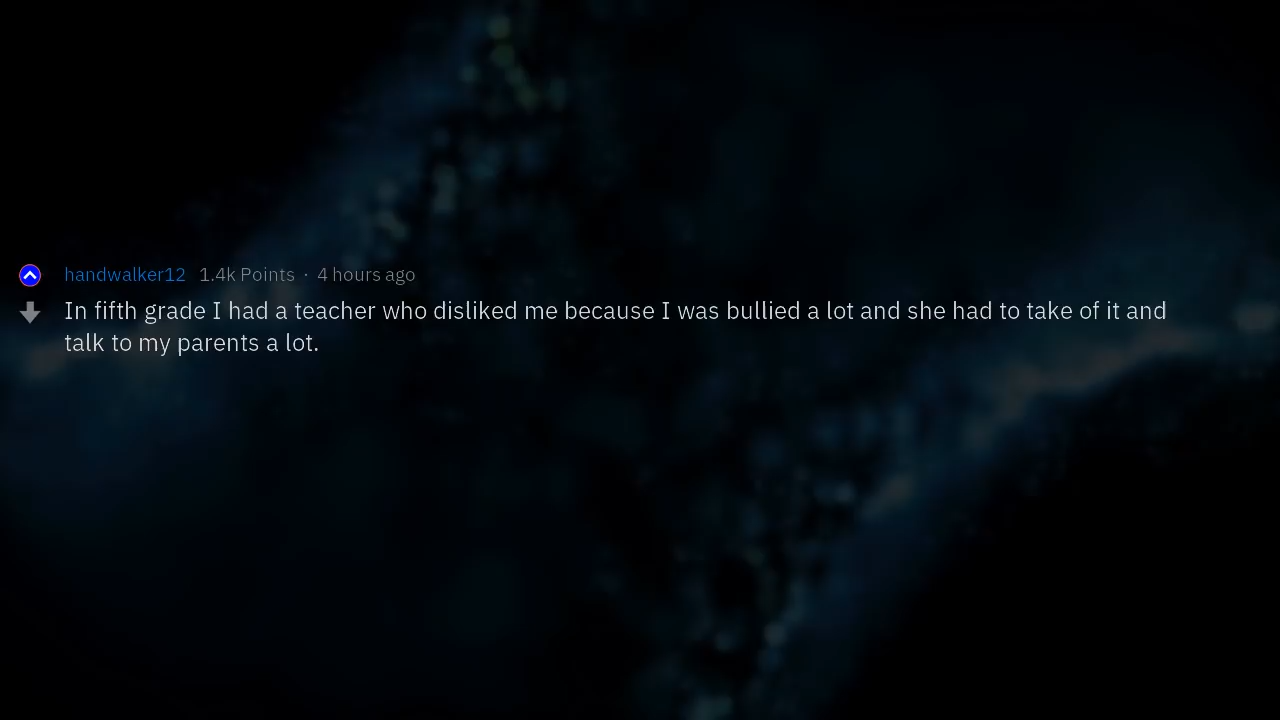 handwalker12 1.4k Points · 4 hours ago
In fifth grade I had a teacher who disliked me because I was bullied a lot and she had to take of it and
talk to my parents a lot.